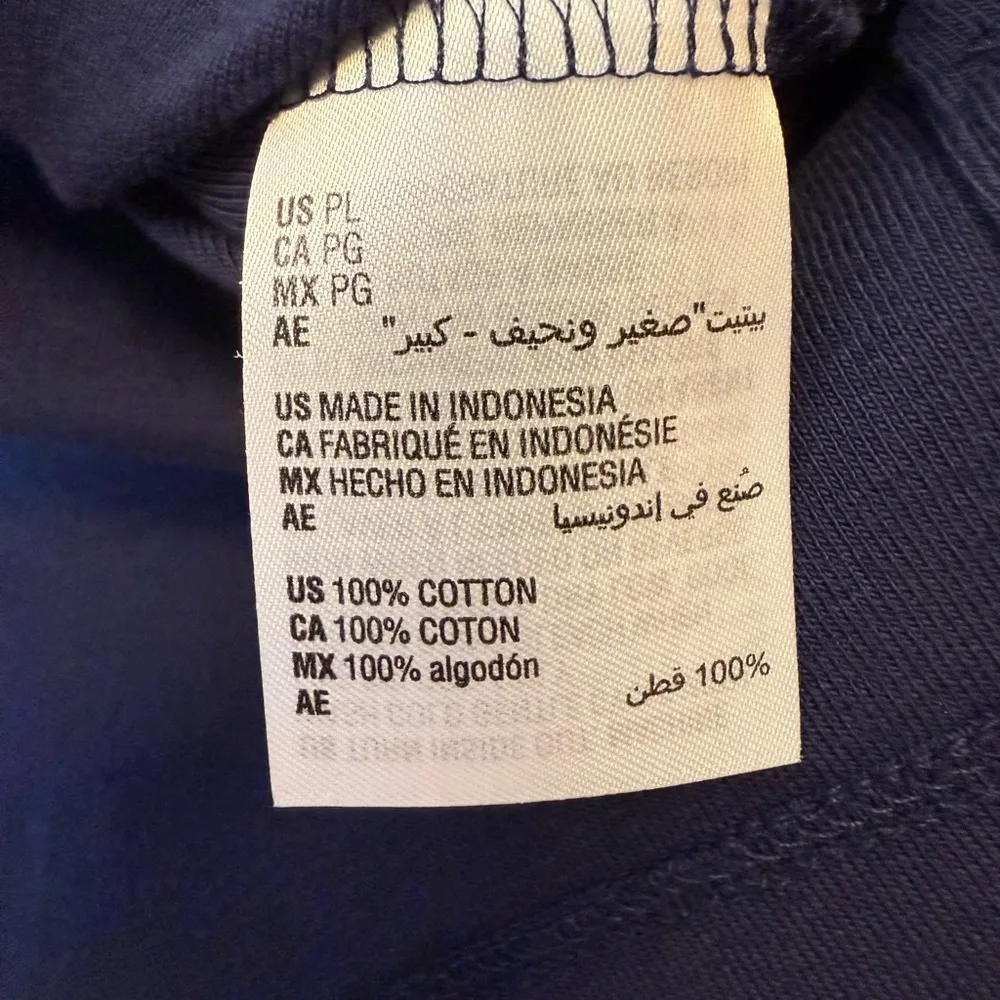 US PL
CA PG
MX PG
AE بيتيت"صغير ونحيف - كبير"
US MADE IN INDONESIA
CA FABRIQUÉ EN INDONÉSIE
MX HECHO EN INDONESIA
AE صُنع في إندونيسيا
US 100% COTTON
CA 100% COTON
MX 100% algodón
AE 100% قطن